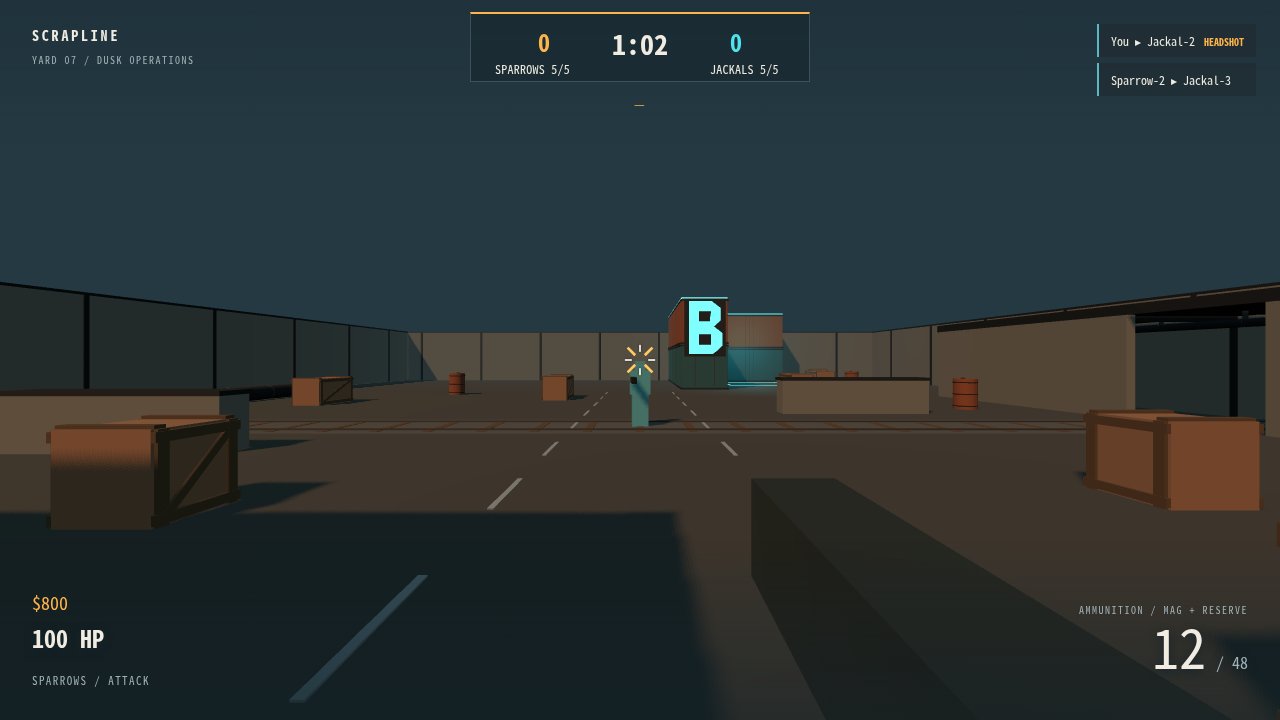 SCRAPLINE
YARD 07 / DUSK OPERATIONS
0 1:02 0
SPARROWS 5/5 JACKALS 5/5
You ▸ Jackal-2 HEADSHOT
Sparrow-2 ▸ Jackal-3
B
$800
100 HP
SPARROWS / ATTACK
AMMUNITION / MAG + RESERVE
12 / 48